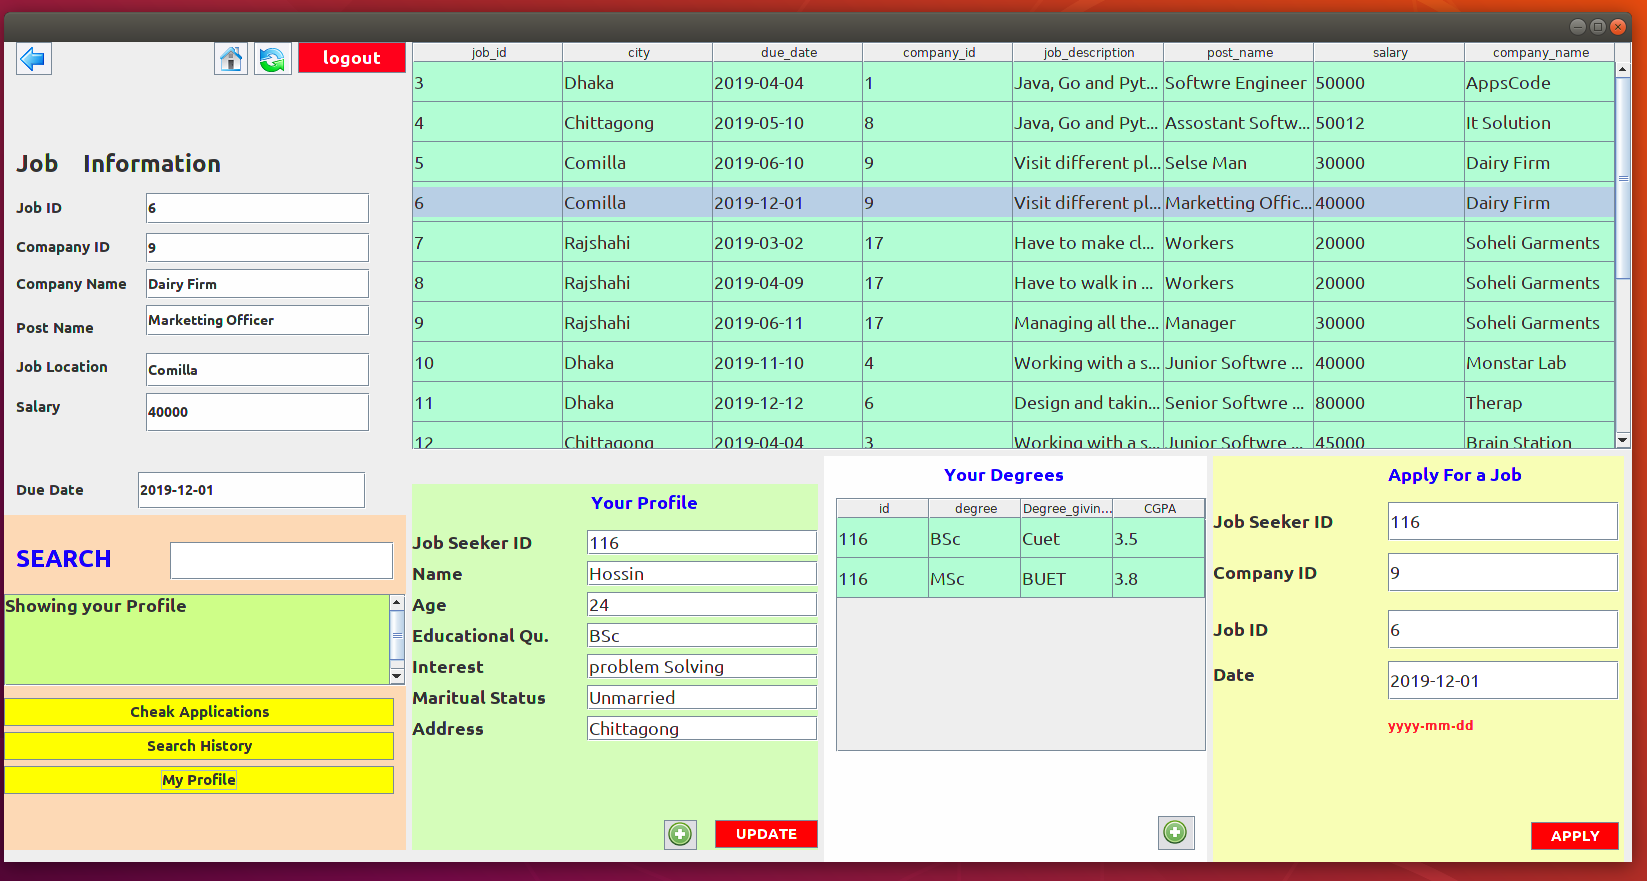 logout
job_id city due_date company_id job_description post_name salary company_name
3 Dhaka 2019-04-04 1 Java, Go and Pyt... Softwre Engineer 50000 AppsCode
4 Chittagong 2019-05-10 8 Java, Go and Pyt... Assostant Softw... 50012 It Solution
5 Comilla 2019-06-10 9 Visit different pl... Selse Man 30000 Dairy Firm
6 Comilla 2019-12-01 9 Visit different pl... Marketting Offic... 40000 Dairy Firm
7 Rajshahi 2019-03-02 17 Have to make cl... Workers 20000 Soheli Garments
8 Rajshahi 2019-04-09 17 Have to walk in ... Workers 20000 Soheli Garments
9 Rajshahi 2019-06-11 17 Managing all the... Manager 30000 Soheli Garments
10 Dhaka 2019-11-10 4 Working with a s... Junior Softwre ... 40000 Monstar Lab
11 Dhaka 2019-12-12 6 Design and takin... Senior Softwre ... 80000 Therap
12 Chittagong 2019-04-04 3 Working with a s... Junior Softwre ... 45000 Brain Station
Job Information
Job ID 6
Comapany ID 9
Company Name Dairy Firm
Post Name Marketting Officer
Job Location Comilla
Salary 40000
Due Date 2019-12-01
SEARCH
Showing your Profile
Cheak Applications
Search History
My Profile
Your Profile
Job Seeker ID 116
Name Hossin
Age 24
Educational Qu. BSc
Interest problem Solving
Maritual Status Unmarried
Address Chittagong
UPDATE
Your Degrees
id degree Degree_givin... CGPA
116 BSc Cuet 3.5
116 MSc BUET 3.8
Apply For a Job
Job Seeker ID 116
Company ID 9
Job ID 6
Date 2019-12-01
yyyy-mm-dd
APPLY